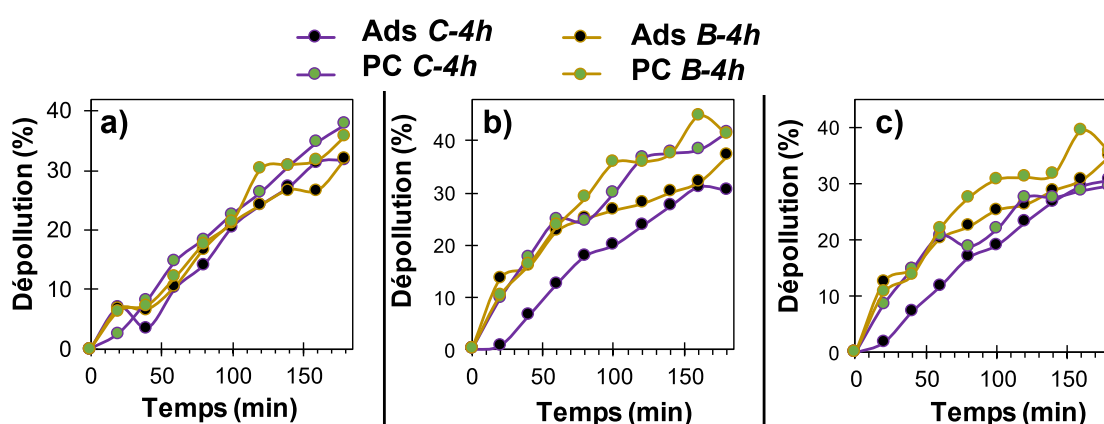 Ads C-4h
Ads B-4h
PC C-4h
PC B-4h
a)
40
30
20
10
0
Dépollution (%)
0 50 100 150
Temps (min)
b)
40
30
20
10
0
Dépollution (%)
0 50 100 150
Temps (min)
c)
40
30
20
10
0
Dépollution (%)
0 50 100 150
Temps (min)